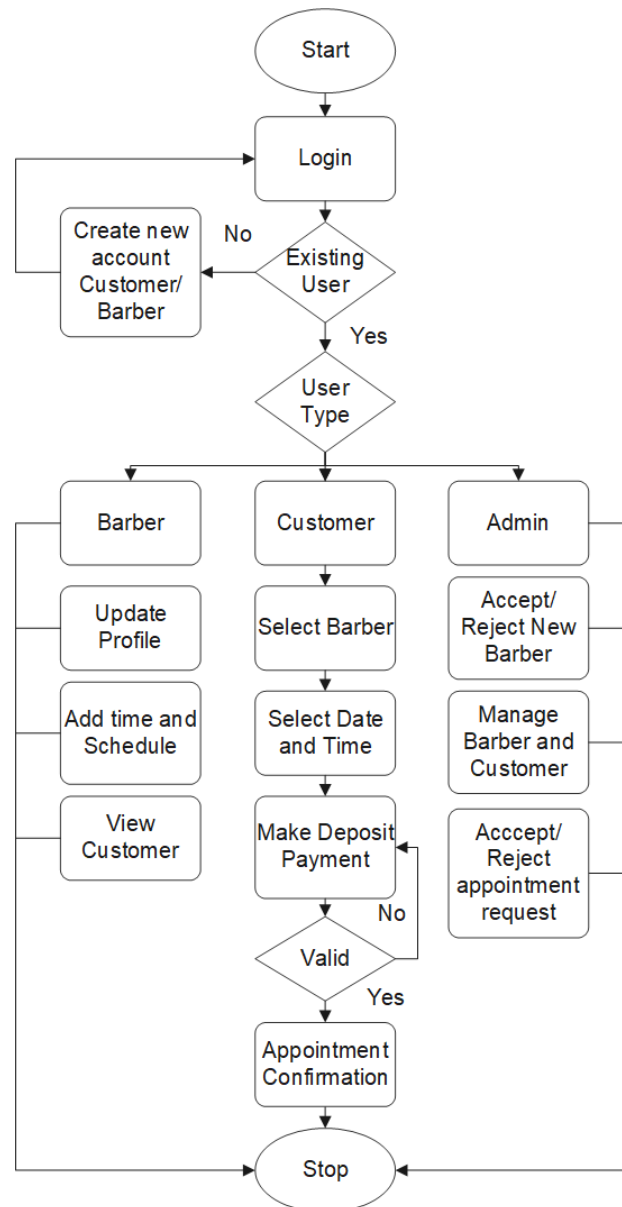 Start
Login
Create new
account
Customer/
Barber
No
Existing
User
Yes
User
Type
Barber
Customer
Admin
Update
Profile
Select Barber
Accept/
Reject New
Barber
Add time and
Schedule
Select Date
and Time
Manage
Barber and
Customer
View
Customer
Make Deposit
Payment
Acccept/
Reject
appointment
request
No
Valid
Yes
Appointment
Confirmation
Stop